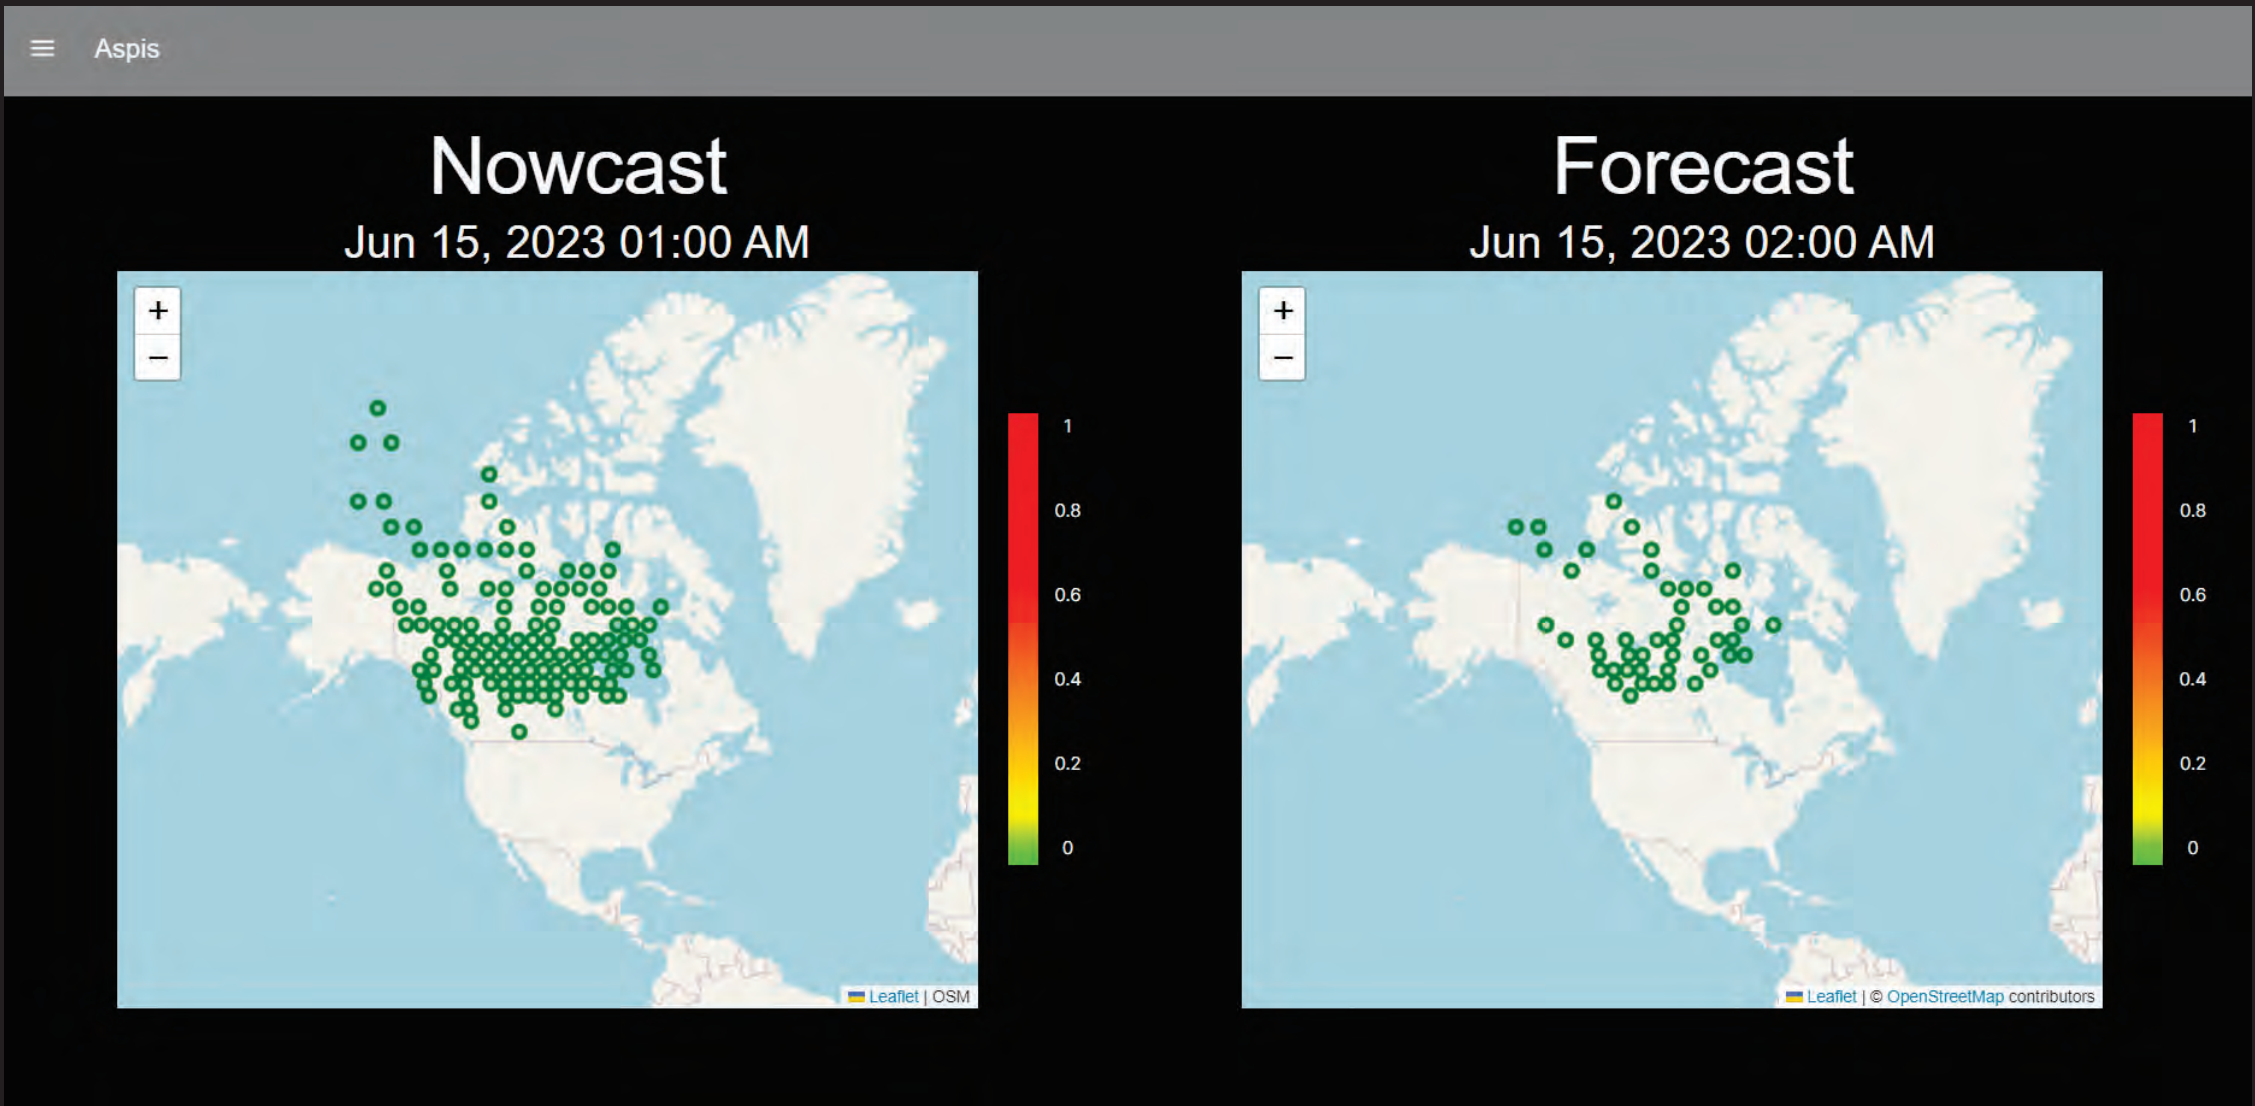 Aspis
Nowcast
Jun 15, 2023 01:00 AM
+
−
1
0.8
0.6
0.4
0.2
0
Leaflet | OSM
Forecast
Jun 15, 2023 02:00 AM
+
−
1
0.8
0.6
0.4
0.2
0
Leaflet | © OpenStreetMap contributors